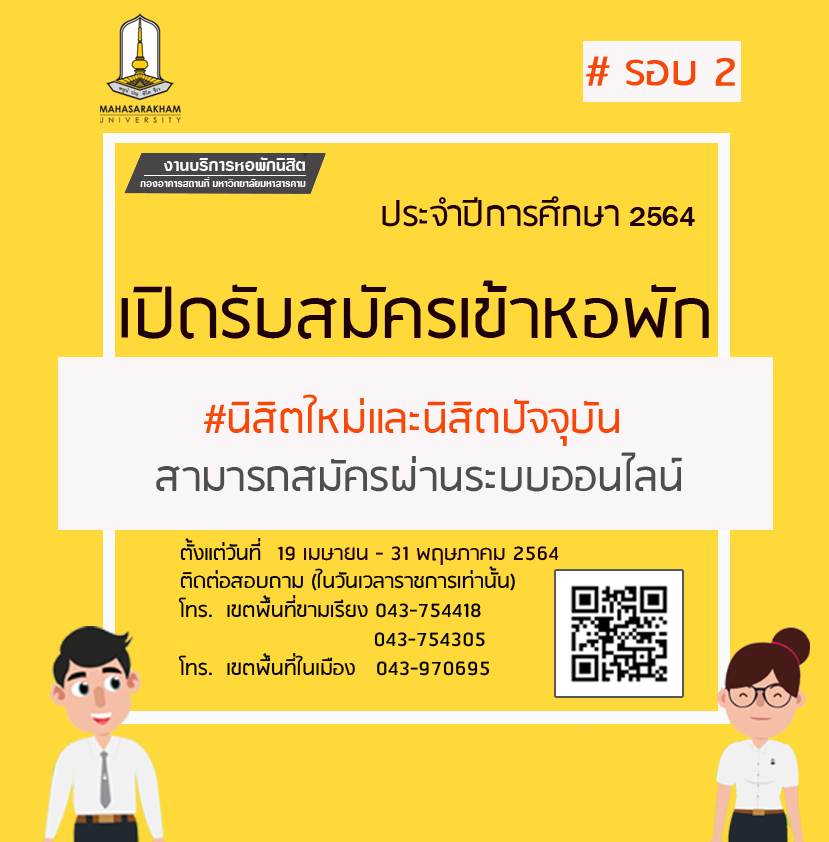 MAHASARAKHAM
UNIVERSITY
# รอบ 2
งานบริการหอพักนิสิต
กองอาคารสถานที่ มหาวิทยาลัยมหาสารคาม
ประจำปีการศึกษา 2564
เปิดรับสมัครเข้าหอพัก
#นิสิตใหม่และนิสิตปัจจุบัน
สามารถสมัครผ่านระบบออนไลน์
ตั้งแต่วันที่ 19 เมษายน - 31 พฤษภาคม 2564
ติดต่อสอบถาม (ในวันเวลาราชการเท่านั้น)
โทร. เขตพื้นที่ขามเรียง 043-754418
043-754305
โทร. เขตพื้นที่ในเมือง 043-970695